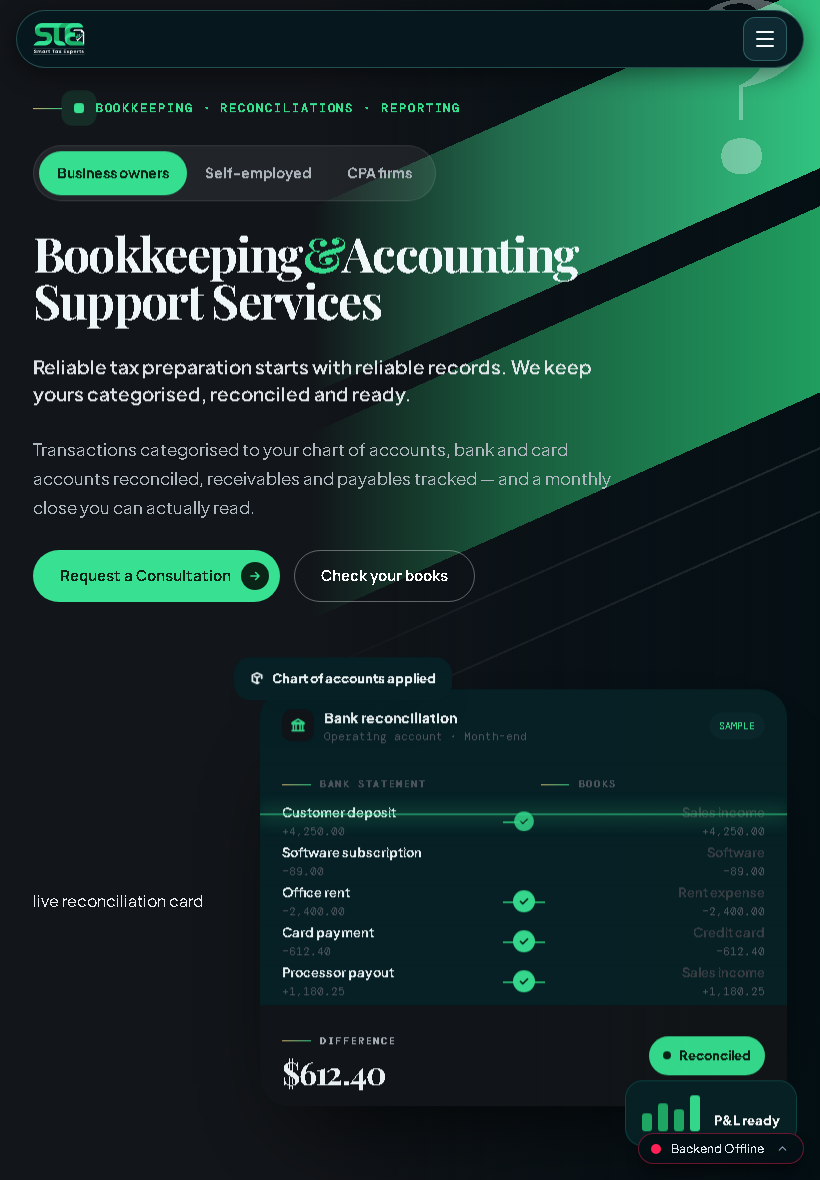 STE
Smart Tax Experts
?
BOOKKEEPING · RECONCILIATIONS · REPORTING
Business owners Self-employed CPA firms
Bookkeeping & Accounting
Support Services
Reliable tax preparation starts with reliable records. We keep
yours categorised, reconciled and ready.
Transactions categorised to your chart of accounts, bank and card
accounts reconciled, receivables and payables tracked — and a monthly
close you can actually read.
Request a Consultation Check your books
Chart of accounts applied
Bank reconciliation
Operating account · Month-end
SAMPLE
BANK STATEMENT BOOKS
Customer deposit Sales income
+4,250.00 +4,250.00
Software subscription Software
-89.00 -89.00
Office rent Rent expense
-2,400.00 -2,400.00
live reconciliation card
Card payment Credit card
-612.40 -612.40
Processor payout Sales income
+1,180.25 +1,180.25
DIFFERENCE
$612.40
Reconciled
P&L ready
Backend Offline